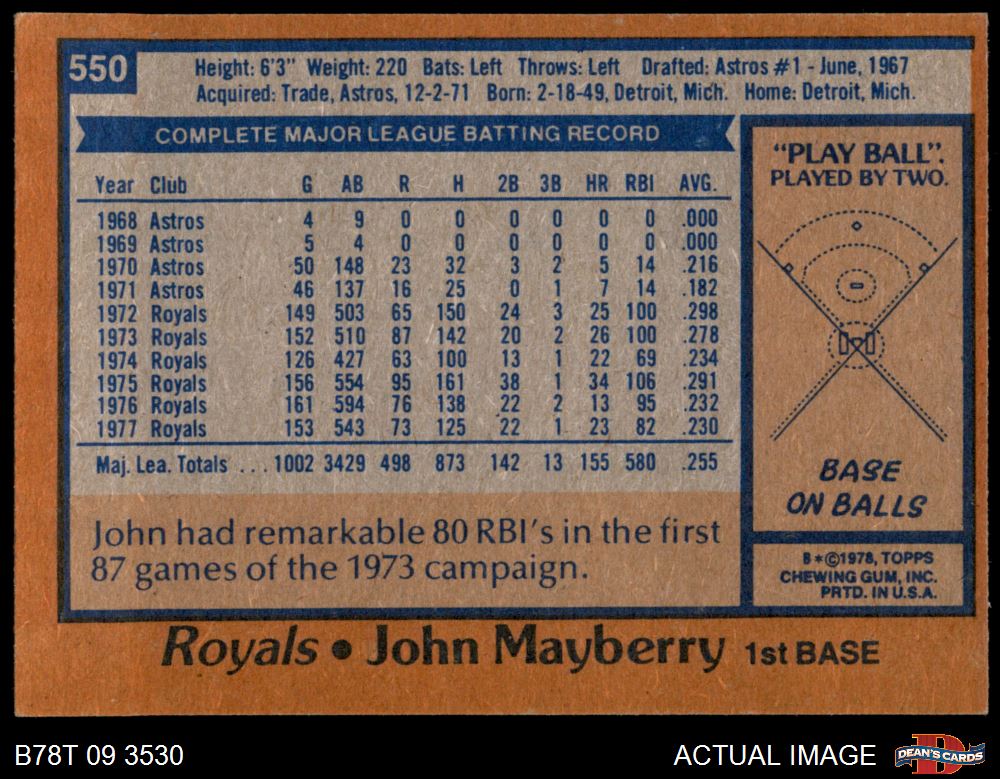 550
Height: 6'3" Weight: 220 Bats: Left Throws: Left Drafted: Astros #1 - June, 1967
Acquired: Trade, Astros, 12-2-71 Born: 2-18-49, Detroit, Mich. Home: Detroit, Mich.
COMPLETE MAJOR LEAGUE BATTING RECORD
Year Club G AB R H 2B 3B HR RBI AVG.
1968 Astros 4 9 0 0 0 0 0 0 .000
1969 Astros 5 4 0 0 0 0 0 0 .000
1970 Astros 50 148 23 32 3 2 5 14 .216
1971 Astros 46 137 16 25 0 1 7 14 .182
1972 Royals 149 503 65 150 24 3 25 100 .298
1973 Royals 152 510 87 142 20 2 26 100 .278
1974 Royals 126 427 63 100 13 1 22 69 .234
1975 Royals 156 554 95 161 38 1 34 106 .291
1976 Royals 161 594 76 138 22 2 13 95 .232
1977 Royals 153 543 73 125 22 1 23 82 .230
Maj. Lea. Totals ... 1002 3429 498 873 142 13 155 580 .255
John had remarkable 80 RBI's in the first
87 games of the 1973 campaign.
"PLAY BALL".
PLAYED BY TWO.
BASE
ON BALLS
B*©1978, TOPPS
CHEWING GUM, INC.
PRTD. IN U.S.A.
Royals • John Mayberry 1st BASE
B78T 09 3530
ACTUAL IMAGE
D
DEAN'S CARDS